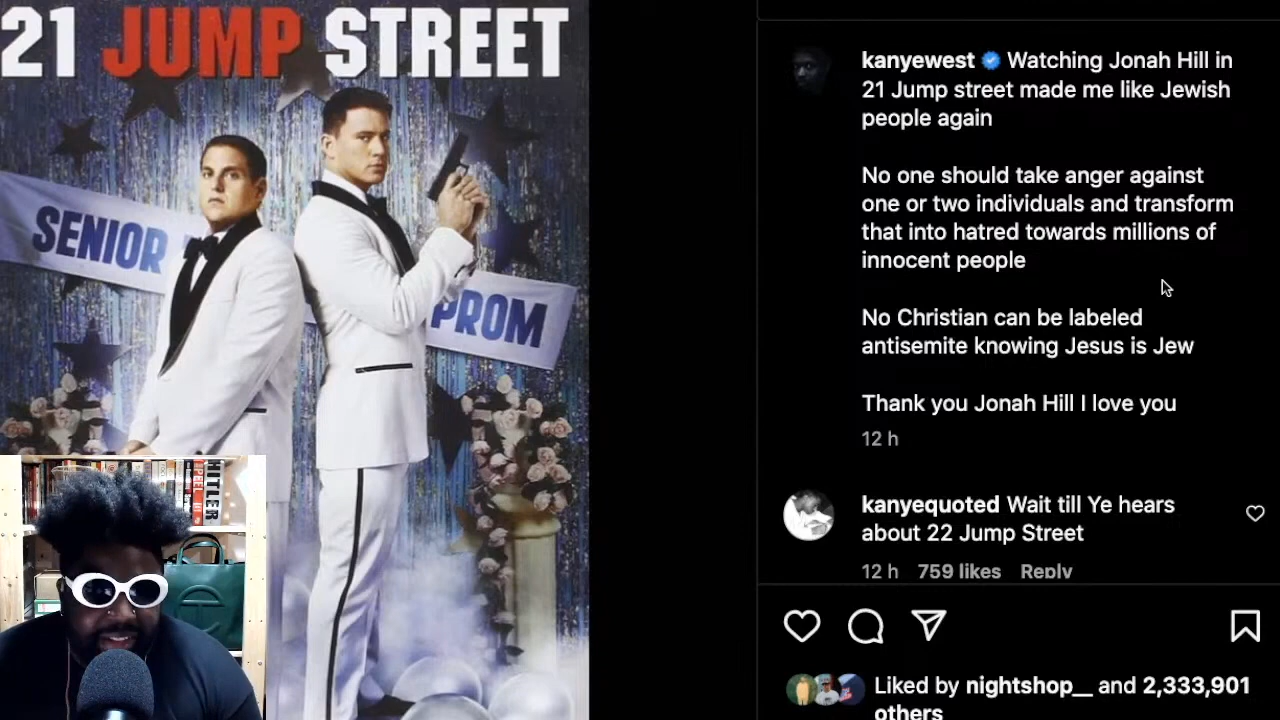 21 JUMP STREET
SENIOR
PROM
HITLER
kanyewest Watching Jonah Hill in
21 Jump street made me like Jewish
people again
No one should take anger against
one or two individuals and transform
that into hatred towards millions of
innocent people
No Christian can be labeled
antisemite knowing Jesus is Jew
Thank you Jonah Hill I love you
12 h
kanyequoted Wait till Ye hears
about 22 Jump Street
12 h 759 likes Reply
Liked by nightshop__ and 2,333,901
others